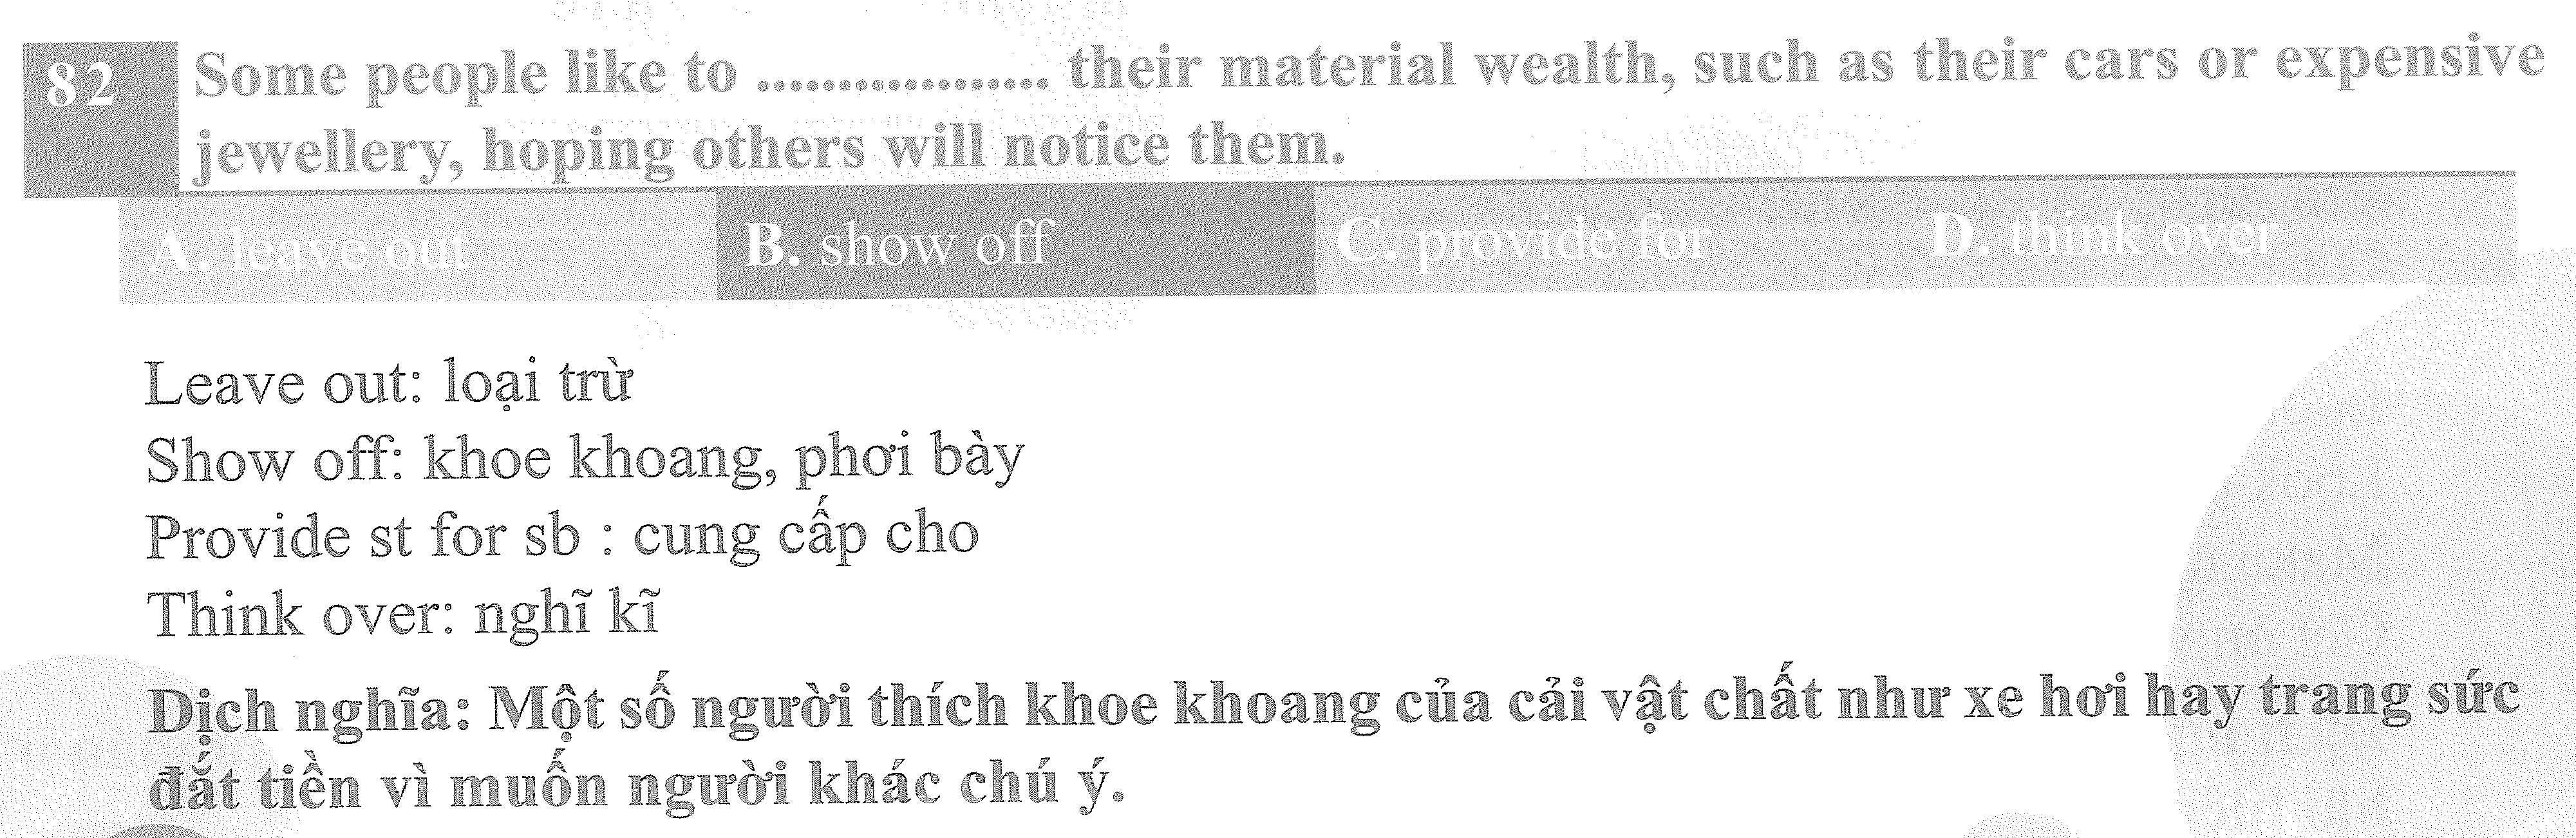 82 Some people like to ................. their material wealth, such as their cars or expensive
jewellery, hoping others will notice them.
A. leave out B. show off C. provide for D. think over
Leave out: loại trừ
Show off: khoe khoang, phơi bày
Provide st for sb : cung cấp cho
Think over: nghĩ kĩ
Dịch nghĩa: Một số người thích khoe khoang của cải vật chất như xe hơi hay trang sức
đắt tiền vì muốn người khác chú ý.